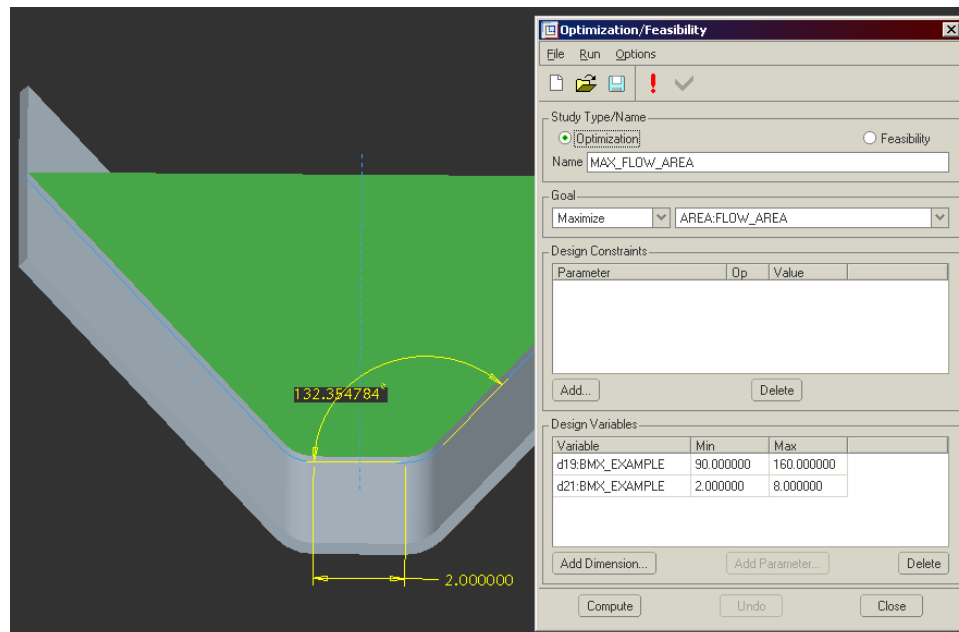 Optimization/Feasibility
File Run Options
Study Type/Name
Optimization Feasibility
Name MAX_FLOW_AREA
Goal
Maximize AREA:FLOW_AREA
Design Constraints
Parameter Op Value
Add... Delete
Design Variables
Variable Min Max
d19:BMX_EXAMPLE 90.000000 160.000000
d21:BMX_EXAMPLE 2.000000 8.000000
Add Dimension... Add Parameter... Delete
Compute Undo Close
132.354784°
2.000000